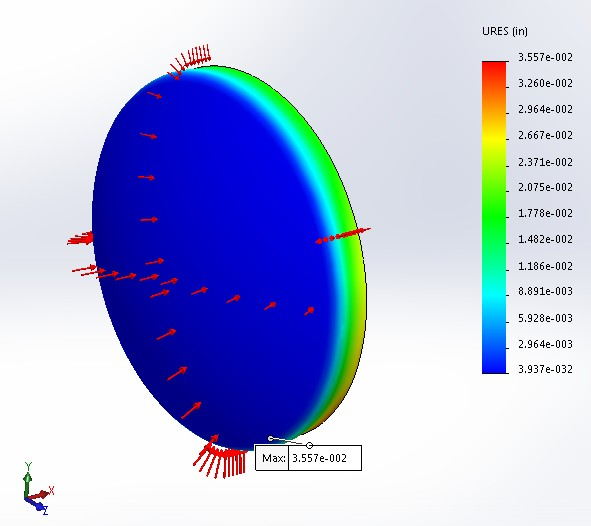 URES (in)
3.557e-002
3.260e-002
2.964e-002
2.667e-002
2.371e-002
2.075e-002
1.778e-002
1.482e-002
1.186e-002
8.891e-003
5.928e-003
2.964e-003
3.937e-032
Max: 3.557e-002
Y
X
Z